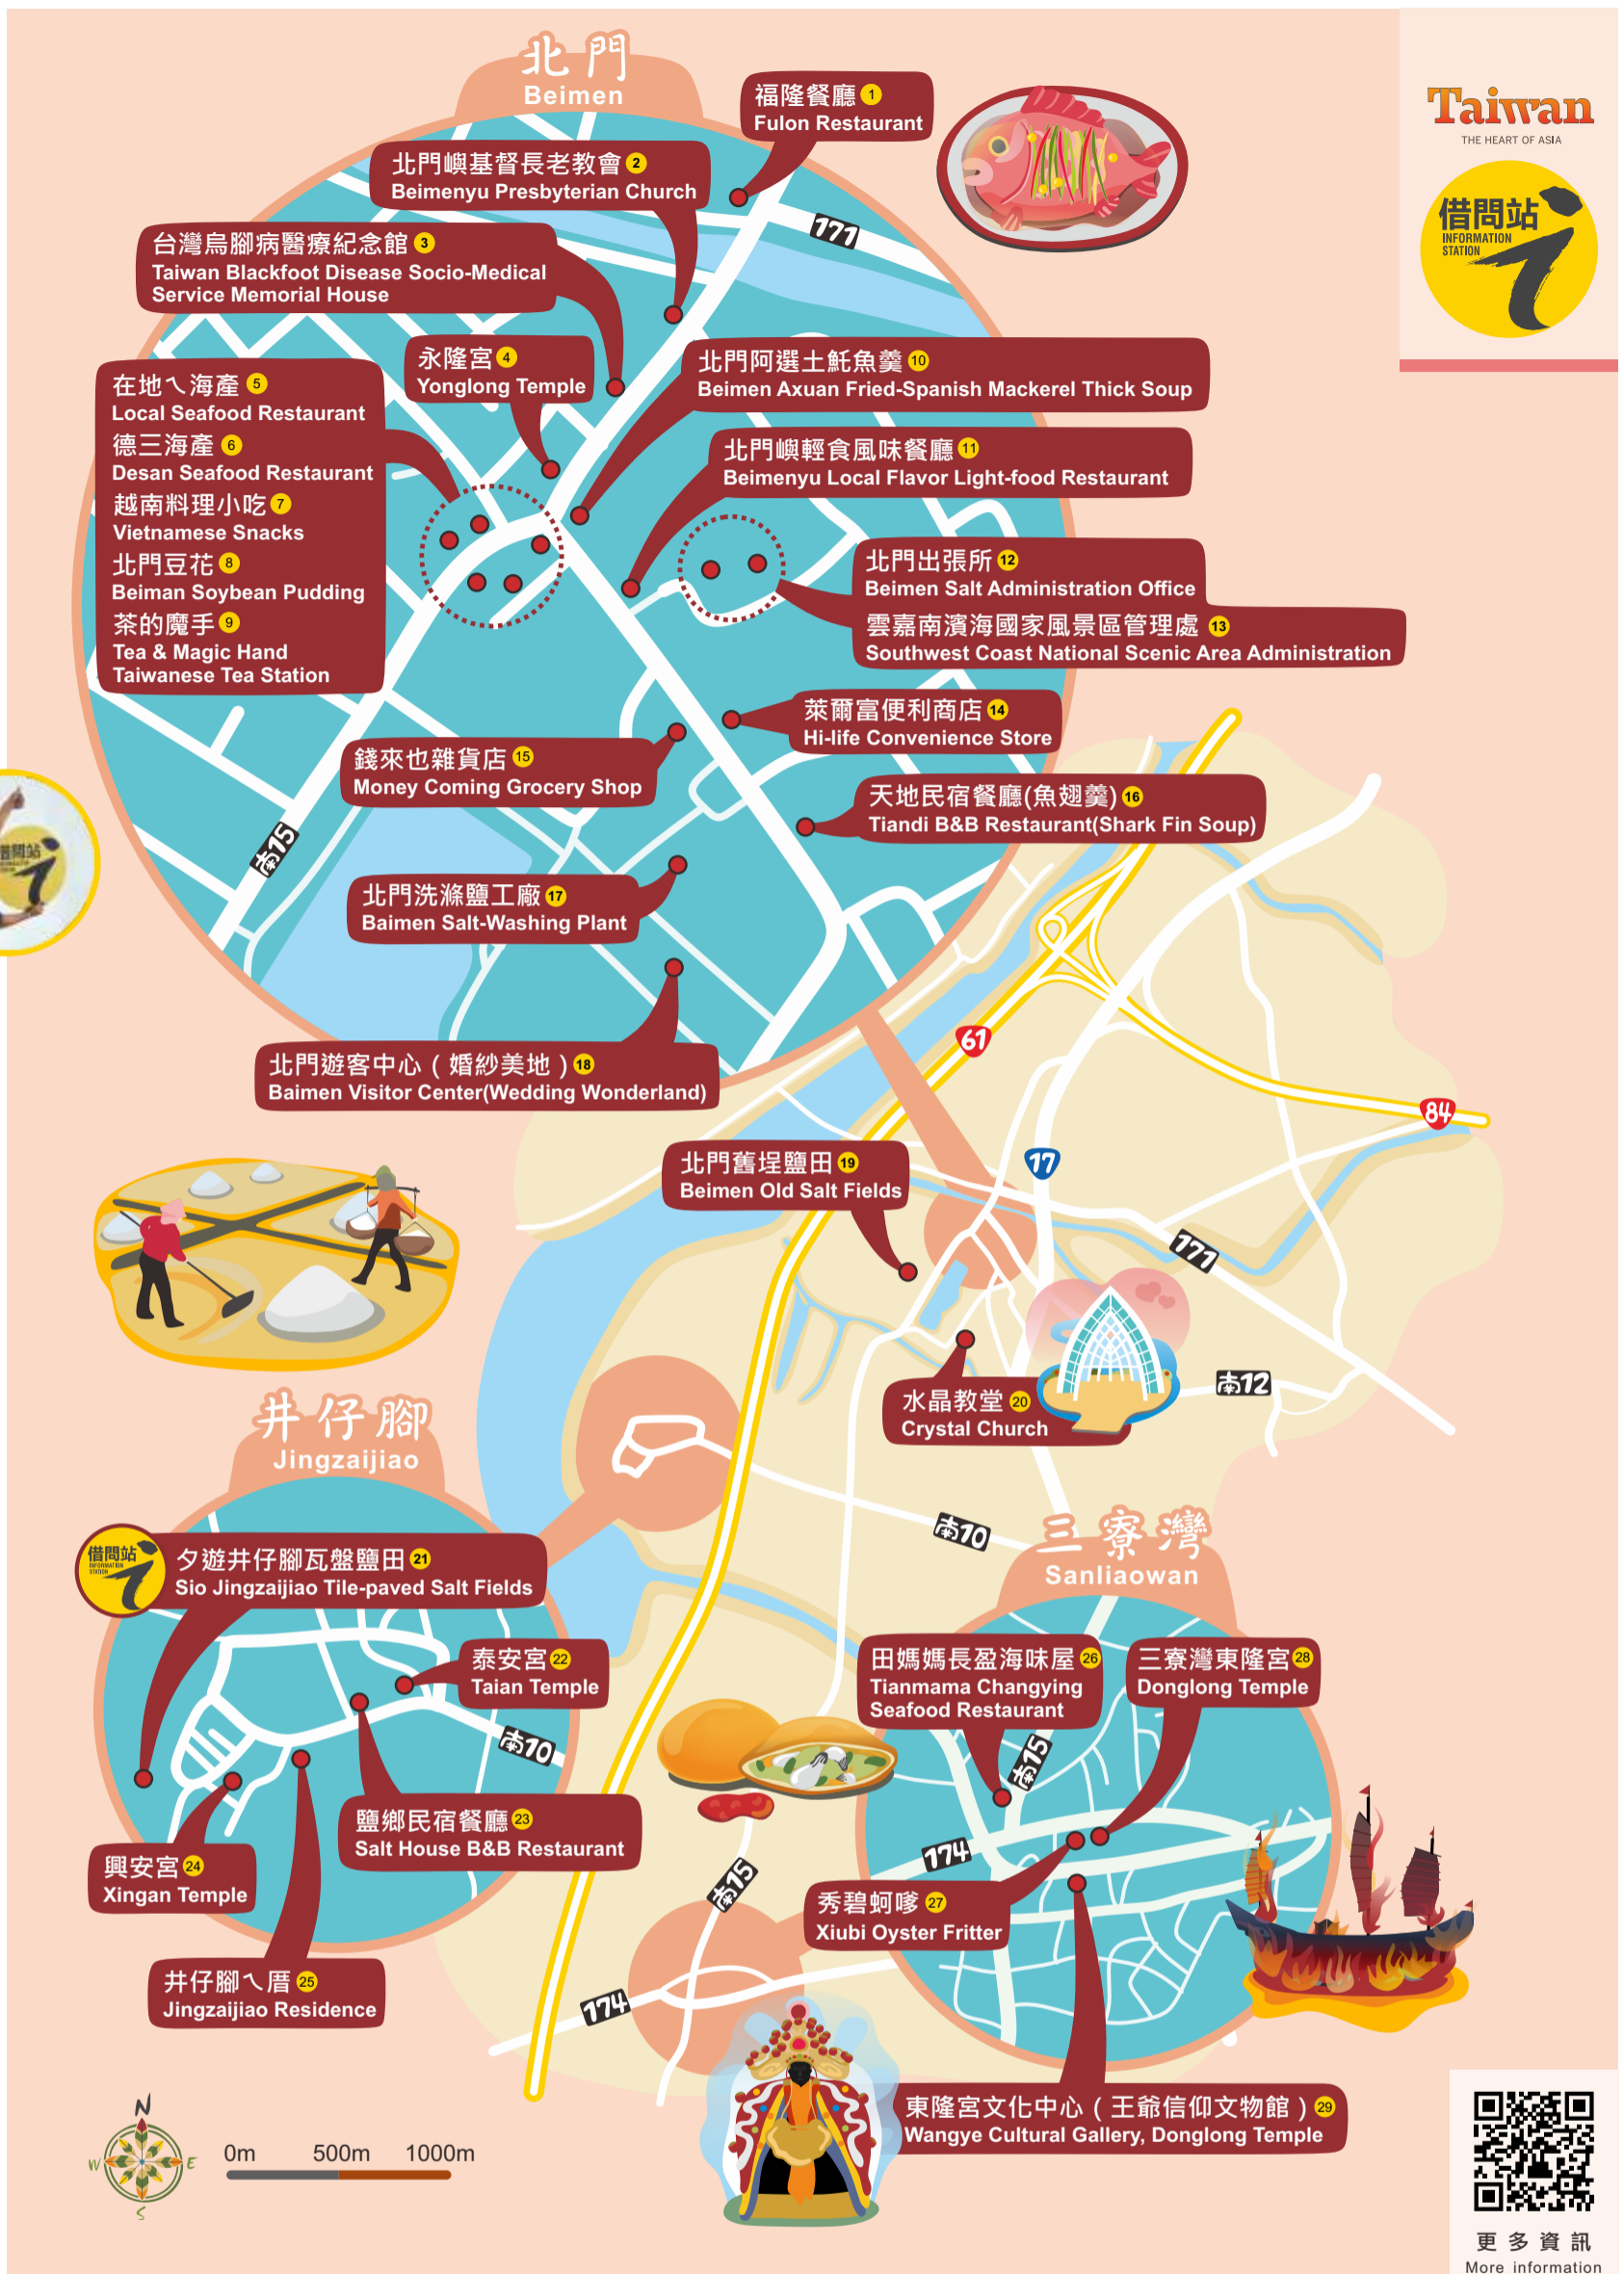 北門
Beimen
福隆餐廳 1
Fulon Restaurant
Taiwan
THE HEART OF ASIA
借問站
INFORMATION
STATION
北門嶼基督長老教會 2
Beimenyu Presbyterian Church
171
台灣烏腳病醫療紀念館 3
Taiwan Blackfoot Disease Socio-Medical
Service Memorial House
永隆宮 4
Yonglong Temple
北門阿選土魠魚羹 10
Beimen Axuan Fried-Spanish Mackerel Thick Soup
在地ㄟ海產 5
Local Seafood Restaurant
德三海產 6
Desan Seafood Restaurant
越南料理小吃 7
Vietnamese Snacks
北門豆花 8
Beiman Soybean Pudding
茶的魔手 9
Tea & Magic Hand
Taiwanese Tea Station
北門嶼輕食風味餐廳 11
Beimenyu Local Flavor Light-food Restaurant
北門出張所 12
Beimen Salt Administration Office
雲嘉南濱海國家風景區管理處 13
Southwest Coast National Scenic Area Administration
萊爾富便利商店 14
Hi-life Convenience Store
錢來也雜貨店 15
Money Coming Grocery Shop
天地民宿餐廳(魚翅羹) 16
Tiandi B&B Restaurant(Shark Fin Soup)
南15
借問站
北門洗滌鹽工廠 17
Baimen Salt-Washing Plant
61
北門遊客中心（婚紗美地） 18
Baimen Visitor Center(Wedding Wonderland)
84
17
北門舊埕鹽田 19
Beimen Old Salt Fields
171
水晶教堂 20
Crystal Church
南12
井仔腳
Jingzaijiao
南10
借問站
INFORMATION
STATION
夕遊井仔腳瓦盤鹽田 21
Sio Jingzaijiao Tile-paved Salt Fields
泰安宮 22
Taian Temple
南10
鹽鄉民宿餐廳 23
Salt House B&B Restaurant
興安宮 24
Xingan Temple
井仔腳ㄟ厝 25
Jingzaijiao Residence
三寮灣
Sanliaowan
田媽媽長盈海味屋 26
Tianmama Changying
Seafood Restaurant
三寮灣東隆宮 28
Donglong Temple
南15
174
秀碧蚵嗲 27
Xiubi Oyster Fritter
南15
174
東隆宮文化中心（王爺信仰文物館） 29
Wangye Cultural Gallery, Donglong Temple
N
W
E
S
0m 500m 1000m
更多資訊
More information